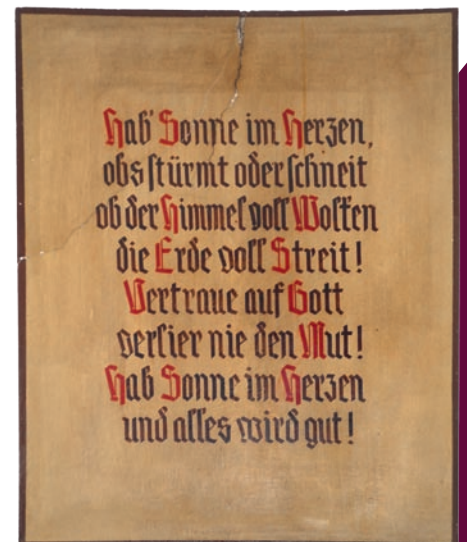 Hab' Sonne im Herzen,
obs stürmt oder schneit
ob der Himmel voll Wolken
die Erde voll Streit!
Vertraue auf Gott
verlier nie den Mut!
Hab Sonne im Herzen
und alles wird gut!